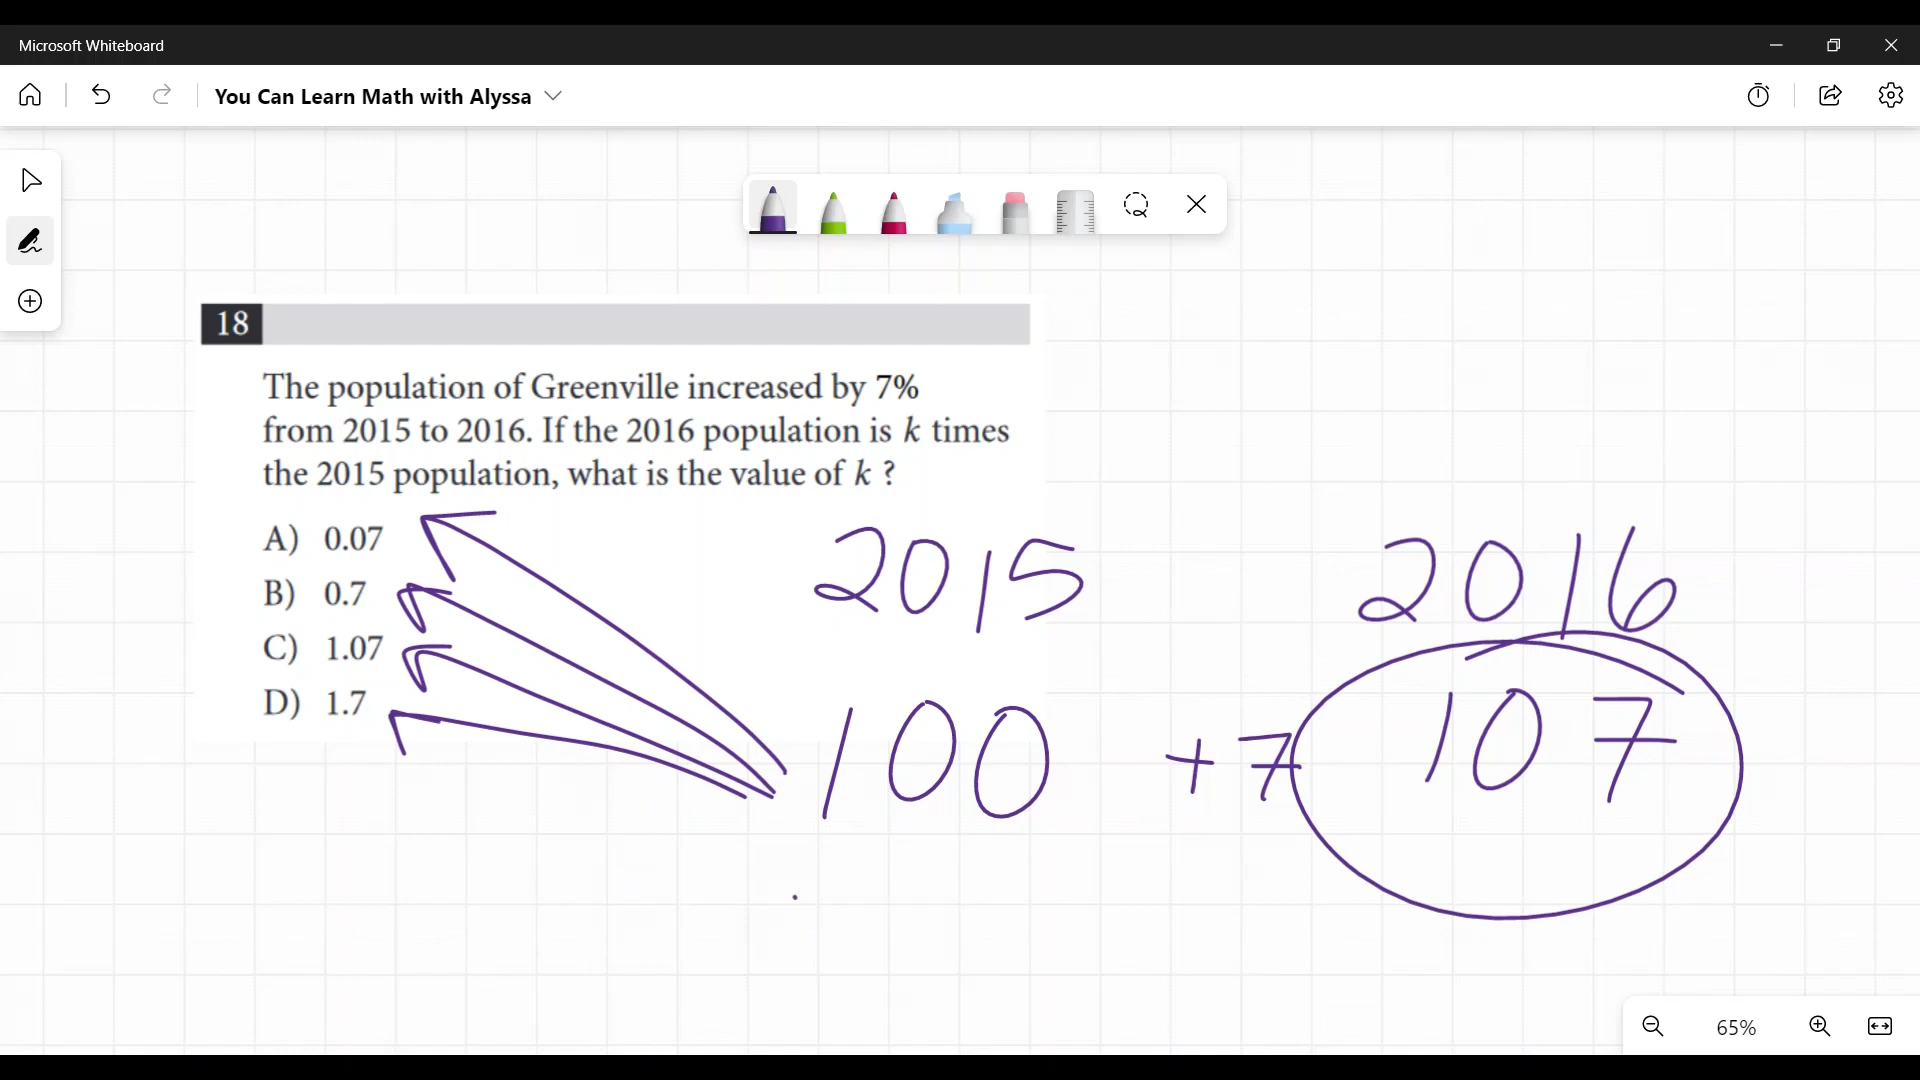 Microsoft Whiteboard
You Can Learn Math with Alyssa
18
The population of Greenville increased by 7%
from 2015 to 2016. If the 2016 population is k times
the 2015 population, what is the value of k ?
A) 0.07
B) 0.7
C) 1.07
D) 1.7
2015 2016
100 +7 107
65%